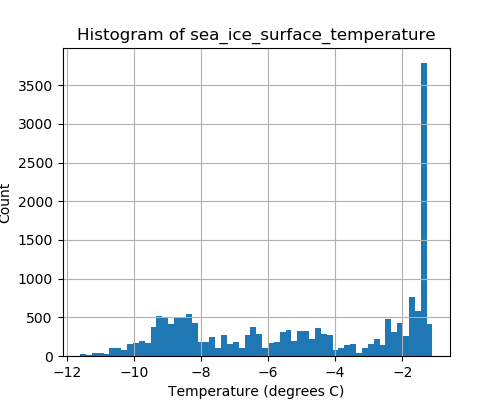 Histogram of sea_ice_surface_temperature
3500
3000
2500
2000
1500
1000
500
0
Count
−12 −10 −8 −6 −4 −2
Temperature (degrees C)